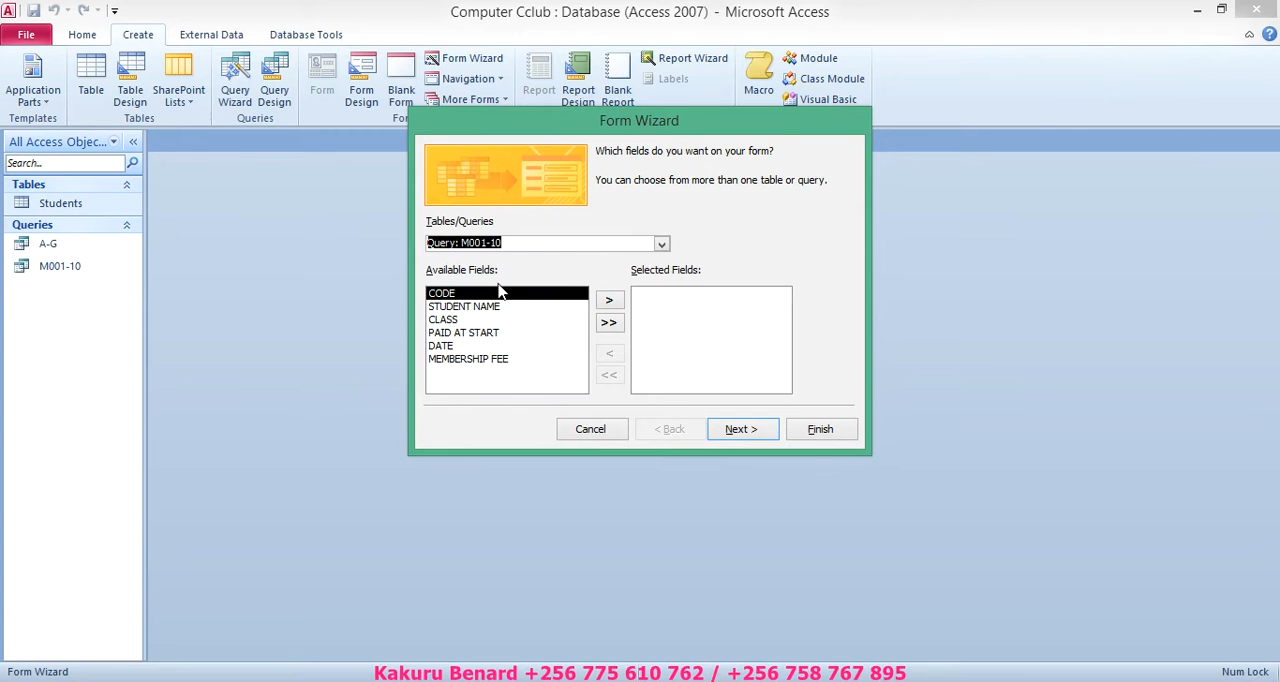 Computer Cclub : Database (Access 2007) - Microsoft Access
File Home Create External Data Database Tools
Application Parts
Table
Table Design
SharePoint Lists
Query Wizard
Query Design
Form
Form Design
Blank Form
Form Wizard
Navigation
More Forms
Report
Report Design
Blank Report
Report Wizard
Labels
Macro
Module
Class Module
Visual Basic
Templates Tables Queries
All Access Objec...
Search...
Tables
Students
Queries
A-G
M001-10
Form Wizard
Which fields do you want on your form?
You can choose from more than one table or query.
Tables/Queries
Query: M001-10
Available Fields:
CODE
STUDENT NAME
CLASS
PAID AT START
DATE
MEMBERSHIP FEE
>
>>
<
<<
Selected Fields:
Cancel < Back Next > Finish
Form Wizard
Kakuru Benard +256 775 610 762 / +256 758 767 895
Num Lock